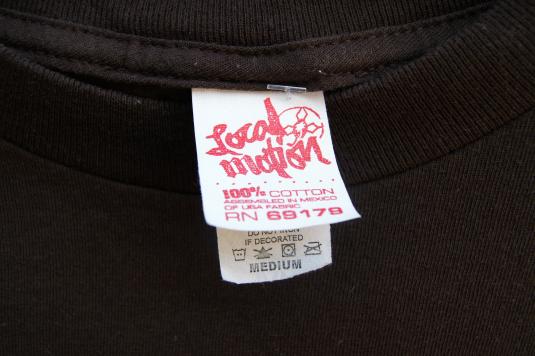 Local
motion
100% COTTON
ASSEMBLED IN MEXICO
OF USA FABRIC
RN 69179
DO NOT IRON
IF DECORATED
MEDIUM